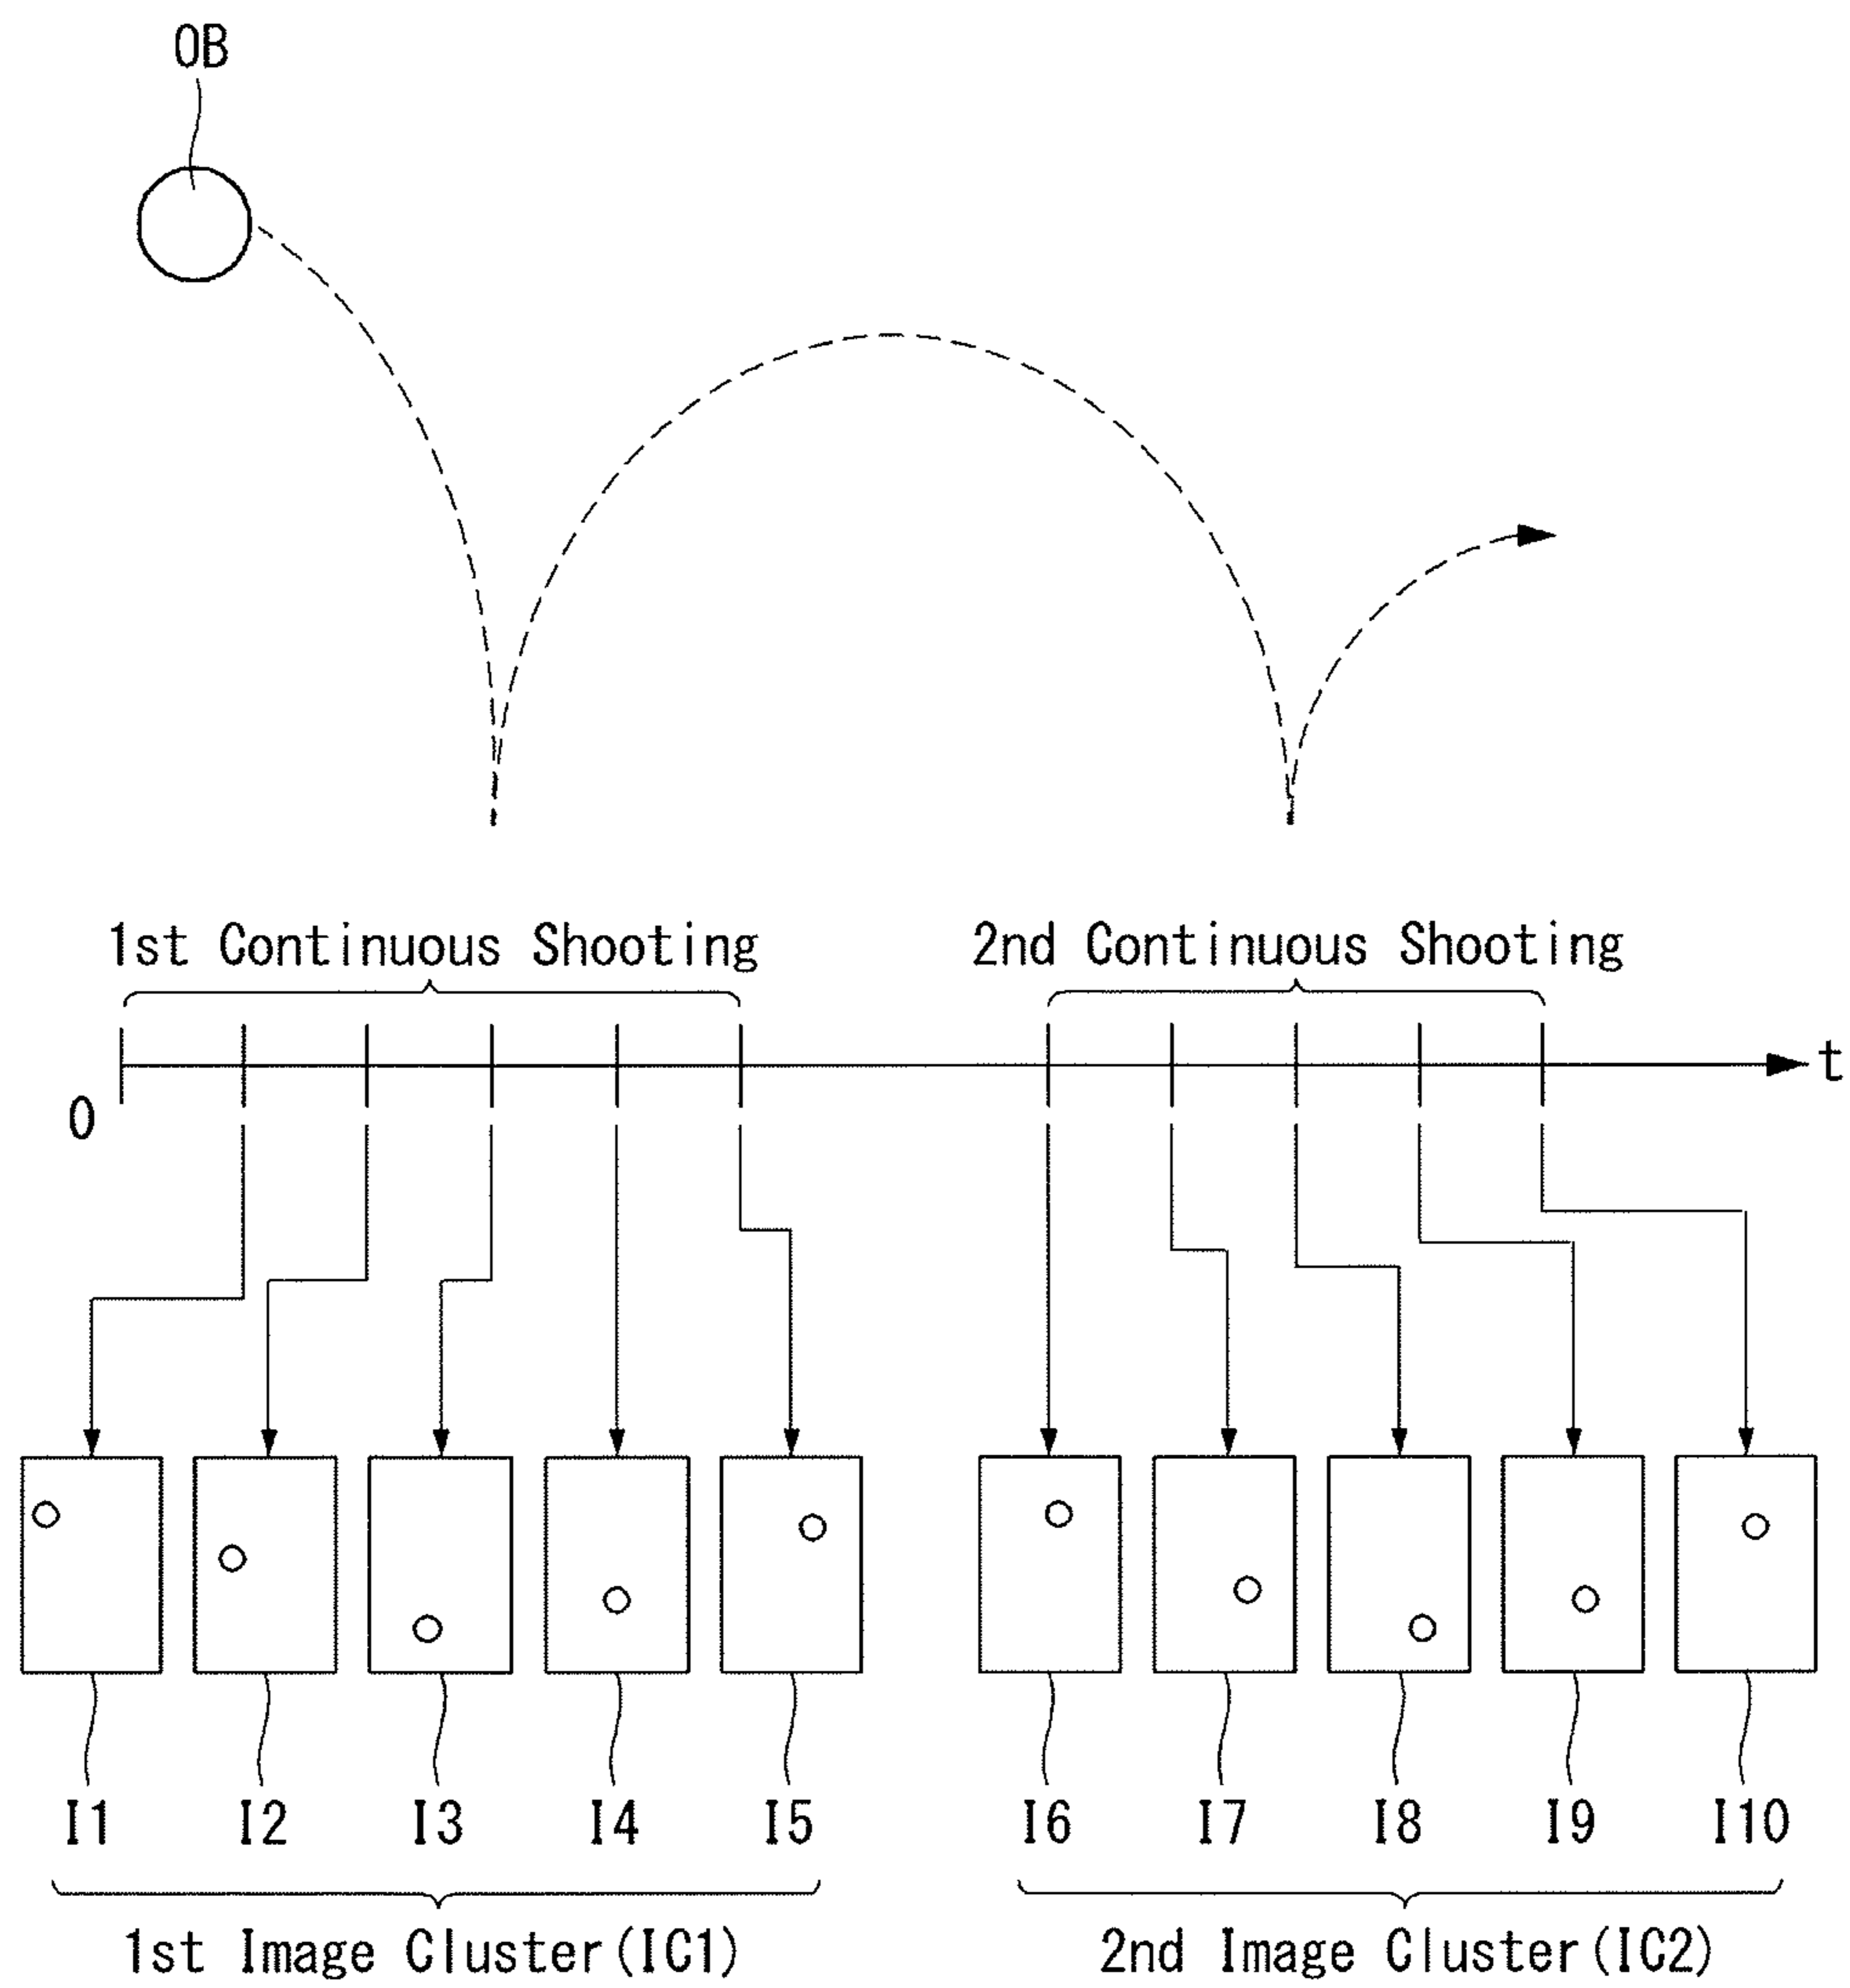 OB
1st Continuous Shooting
2nd Continuous Shooting
0
t
I1 I2 I3 I4 I5 I6 I7 I8 I9 I10
1st Image Cluster(IC1)
2nd Image Cluster(IC2)